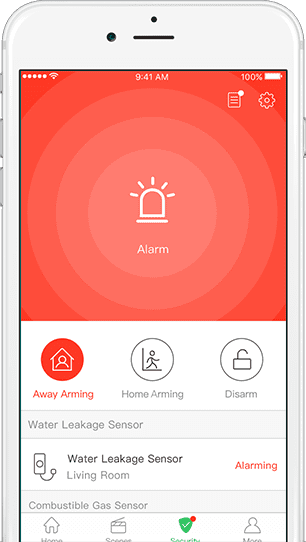 9:41 AM 100%
Alarm
Away Arming Home Arming Disarm
Water Leakage Sensor
Water Leakage Sensor
Living Room
Alarming
Combustible Gas Sensor
Home Scenes Security More